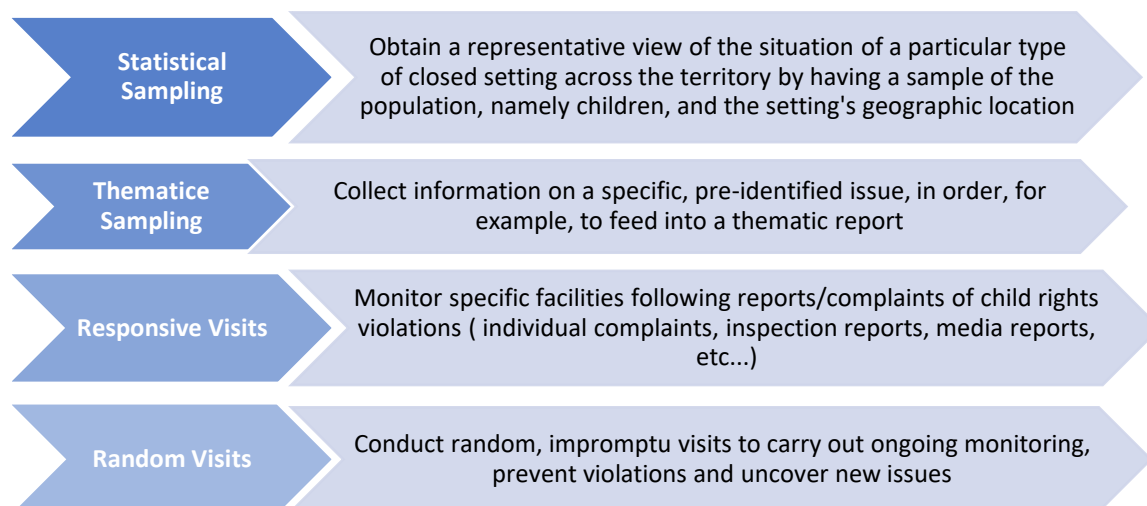 Statistical
Sampling
Obtain a representative view of the situation of a particular type
of closed setting across the territory by having a sample of the
population, namely children, and the setting's geographic location
Thematice
Sampling
Collect information on a specific, pre-identified issue, in order, for
example, to feed into a thematic report
Responsive Visits
Monitor specific facilities following reports/complaints of child rights
violations ( individual complaints, inspection reports, media reports,
etc...)
Random Visits
Conduct random, impromptu visits to carry out ongoing monitoring,
prevent violations and uncover new issues